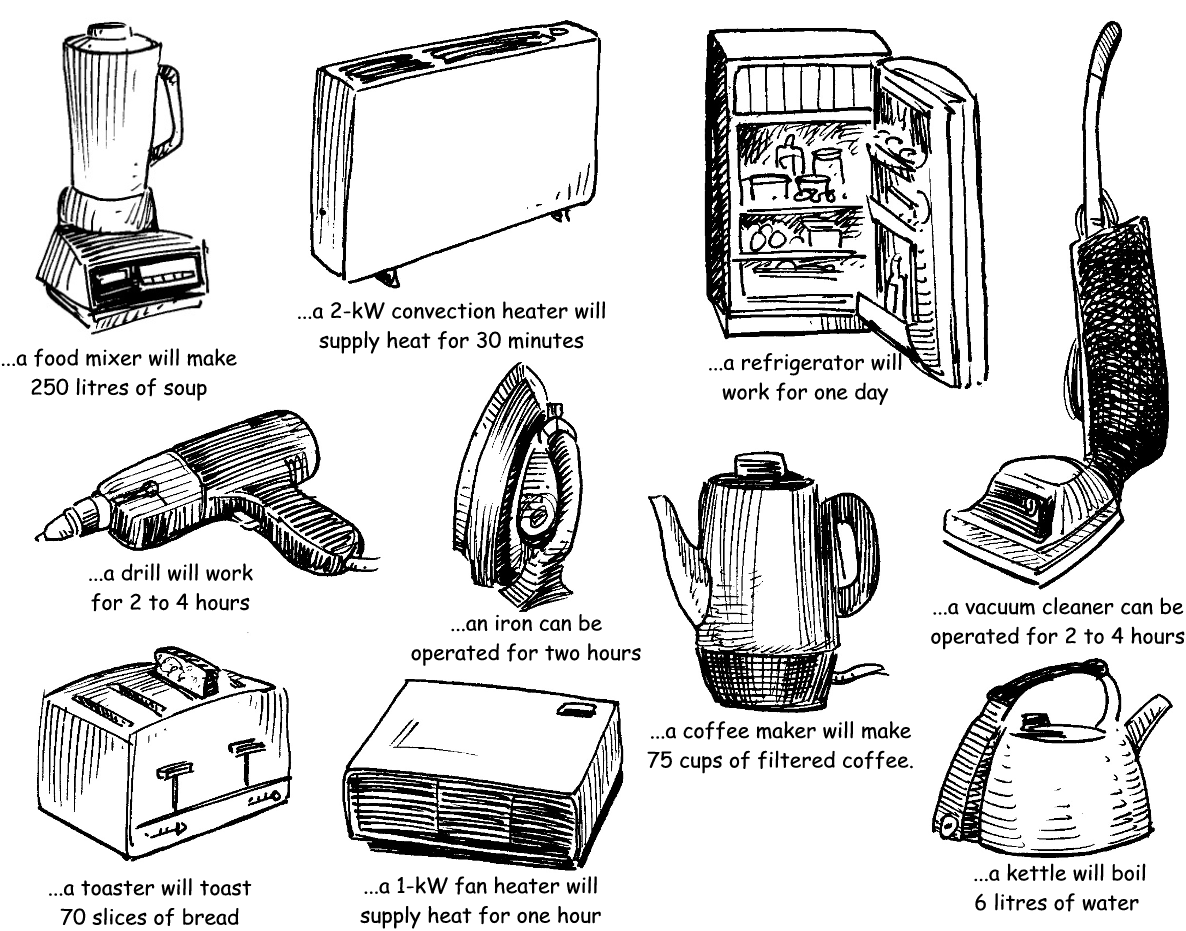 ...a food mixer will make
250 litres of soup
...a 2-kW convection heater will
supply heat for 30 minutes
...a refrigerator will
work for one day
...a drill will work
for 2 to 4 hours
...an iron can be
operated for two hours
...a vacuum cleaner can be
operated for 2 to 4 hours
...a coffee maker will make
75 cups of filtered coffee.
...a toaster will toast
70 slices of bread
...a 1-kW fan heater will
supply heat for one hour
...a kettle will boil
6 litres of water